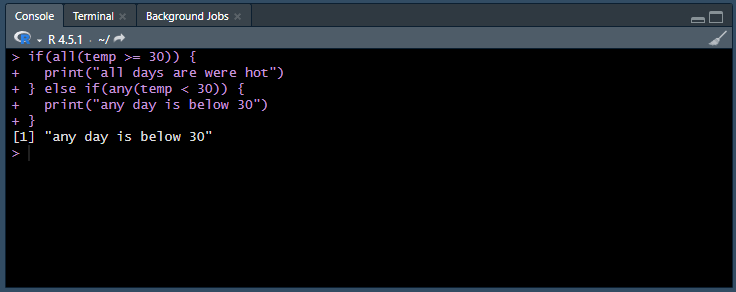 Console Terminal × Background Jobs ×
R 4.5.1 · ~/
> if(all(temp >= 30)) {
+   print("all days are were hot")
+ } else if(any(temp < 30)) {
+   print("any day is below 30")
+ }
[1] "any day is below 30"
>